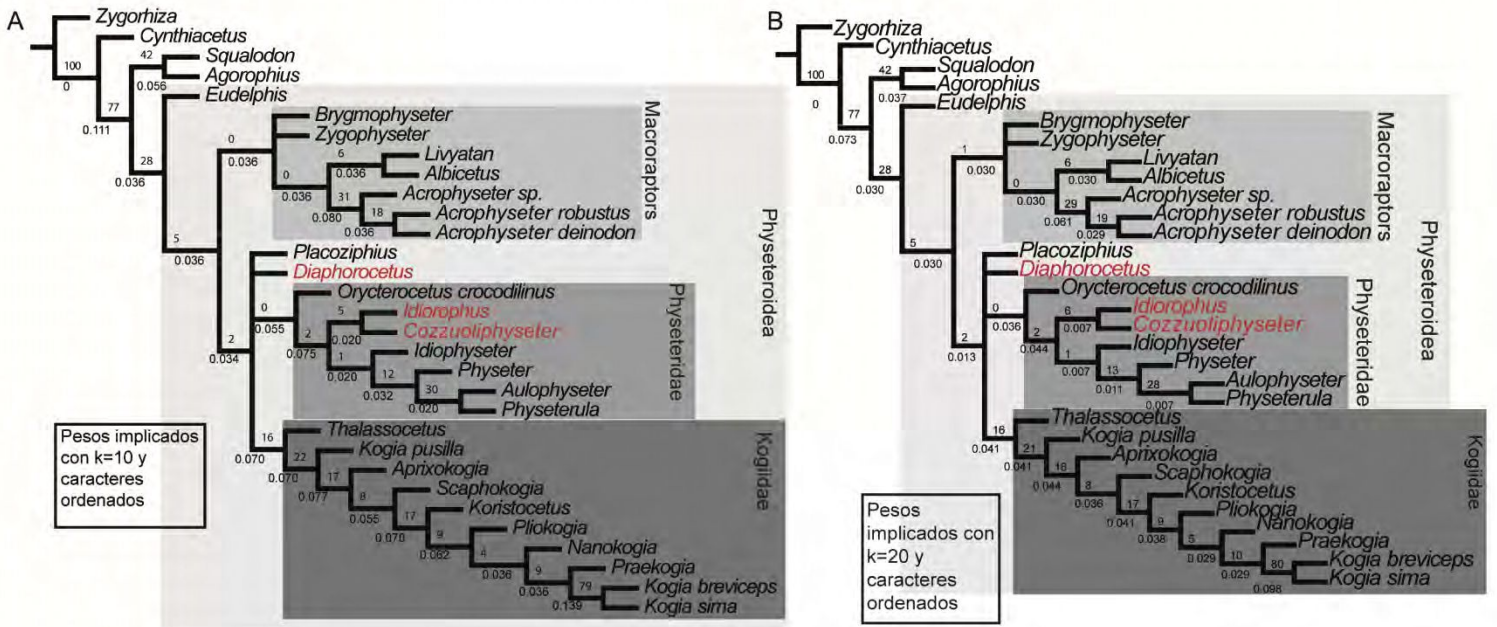 A
Zygorhiza
Cynthiacetus
100
0
42
Squalodon
0.056
Agorophius
77
0.111
Eudelphis
28
0.036
Brygmophyseter
0
0.036
Zygophyseter
6
Livyatan
0.036
Albicetus
0
0.036
31
Acrophyseter sp.
0.080
18
Acrophyseter robustus
0.036
Acrophyseter deinodon
Macroraptors
5
0.036
Placoziphius
Diaphorocetus
Physeteroidea
0
0.055
Orycterocetus crocodilinus
5
Idiorophus
2
0.020
Cozzuoliphyseter
0.075
1
Idiophyseter
0.020
12
Physeter
0.032
30
Aulophyseter
0.020
Physeterula
Physeteridae
2
0.034
16
0.070
Thalassocetus
22
Kogia pusilla
0.070
17
Aprixokogia
0.077
8
Scaphokogia
0.055
17
Koristocetus
0.070
9
Pliokogia
0.062
4
Nanokogia
0.036
9
Praekogia
0.036
79
Kogia breviceps
0.139
Kogia sima
Kogiidae
Pesos implicados
con k=10 y
caracteres
ordenados
B
Zygorhiza
Cynthiacetus
100
0
42
Squalodon
0.037
Agorophius
77
0.073
Eudelphis
28
0.030
Brygmophyseter
1
0.030
Zygophyseter
6
Livyatan
0.030
Albicetus
0
0.030
29
Acrophyseter sp.
0.061
19
Acrophyseter robustus
0.029
Acrophyseter deinodon
Macroraptors
5
0.030
Placoziphius
Diaphorocetus
Physeteroidea
0
0.036
Orycterocetus crocodilinus
6
Idiorophus
2
0.007
Cozzuoliphyseter
0.044
1
Idiophyseter
0.007
13
Physeter
0.011
28
Aulophyseter
0.007
Physeterula
Physeteridae
2
0.013
16
0.041
Thalassocetus
21
Kogia pusilla
0.041
16
Aprixokogia
0.044
8
Scaphokogia
0.036
17
Koristocetus
0.041
9
Pliokogia
0.038
5
Nanokogia
0.029
10
Praekogia
0.029
80
Kogia breviceps
0.098
Kogia sima
Kogiidae
Pesos
implicados con
k=20 y
caracteres
ordenados